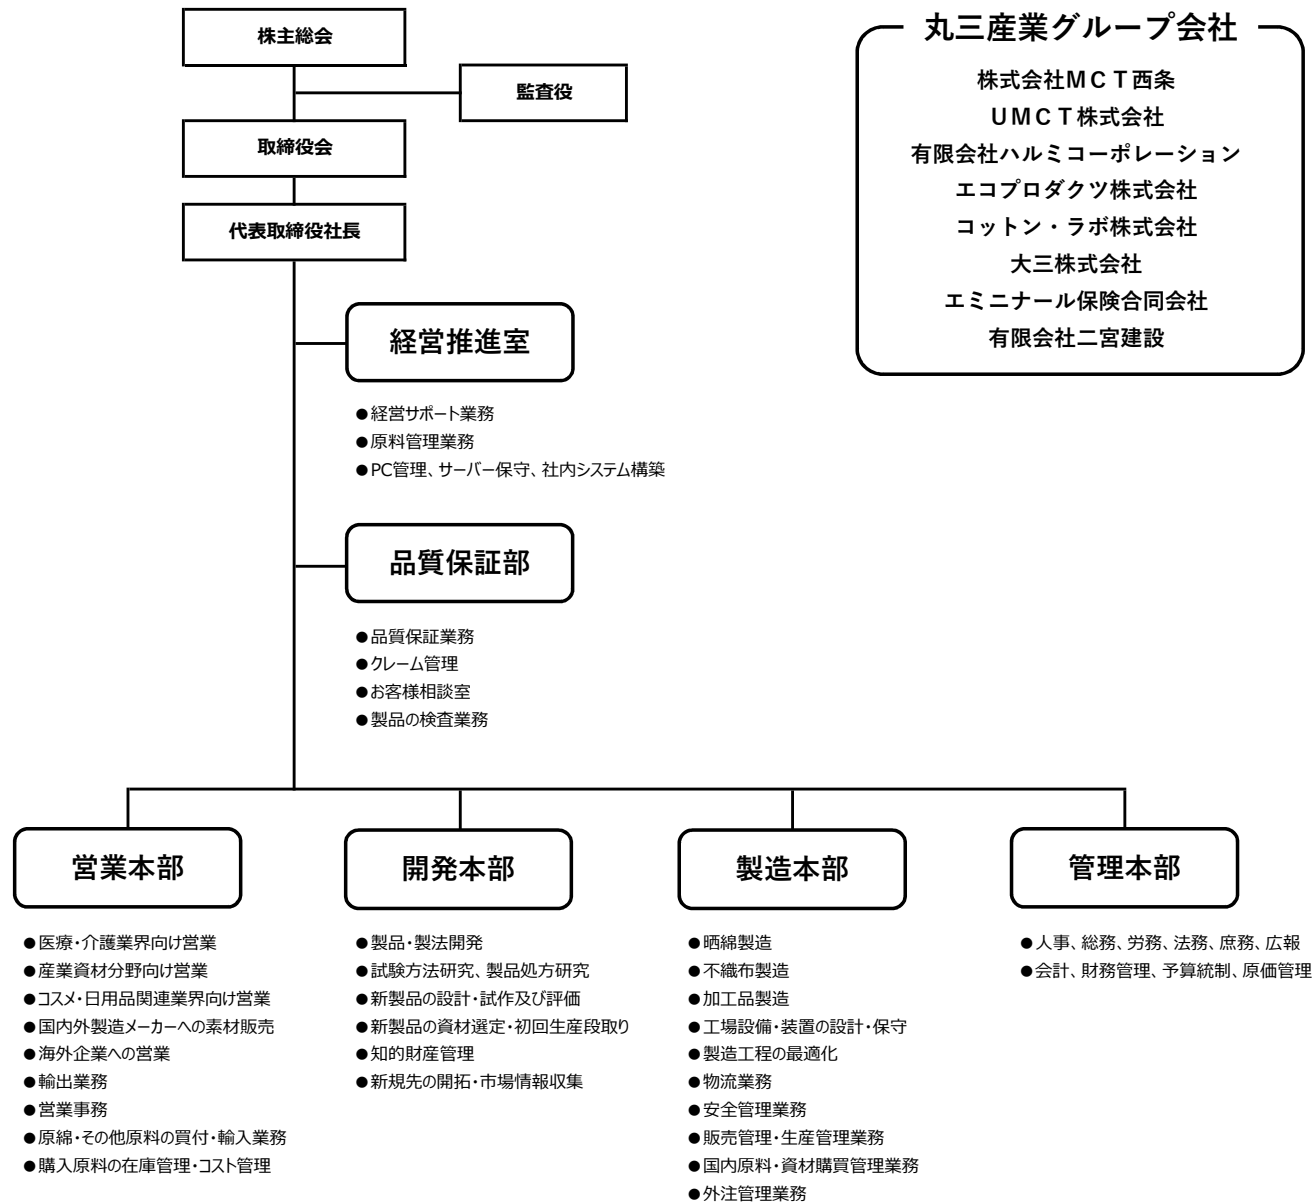 株主総会
監査役
取締役会
代表取締役社長
丸三産業グループ会社
株式会社MCT西条
UMCT株式会社
有限会社ハルミコーポレーション
エコプロダクツ株式会社
コットン・ラボ株式会社
大三株式会社
エミニナール保険合同会社
有限会社二宮建設
経営推進室
●経営サポート業務
●原料管理業務
●PC管理、サーバー保守、社内システム構築
品質保証部
●品質保証業務
●クレーム管理
●お客様相談室
●製品の検査業務
営業本部
●医療・介護業界向け営業
●産業資材分野向け営業
●コスメ・日用品関連業界向け営業
●国内外製造メーカーへの素材販売
●海外企業への営業
●輸出業務
●営業事務
●原綿・その他原料の買付・輸入業務
●購入原料の在庫管理・コスト管理
開発本部
●製品・製法開発
●試験方法研究、製品処方研究
●新製品の設計・試作及び評価
●新製品の資材選定・初回生産段取り
●知的財産管理
●新規先の開拓・市場情報収集
製造本部
●晒綿製造
●不織布製造
●加工品製造
●工場設備・装置の設計・保守
●製造工程の最適化
●物流業務
●安全管理業務
●販売管理・生産管理業務
●国内原料・資材購買管理業務
●外注管理業務
管理本部
●人事、総務、労務、法務、庶務、広報
●会計、財務管理、予算統制、原価管理